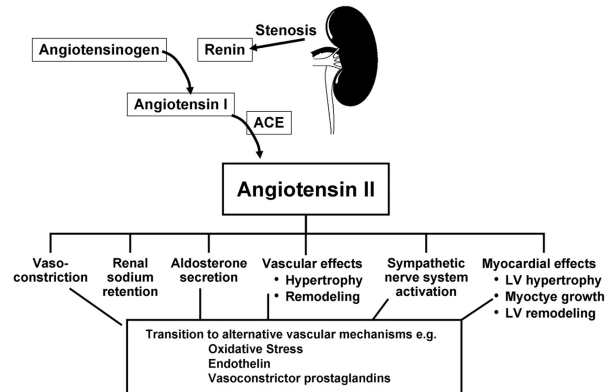 Stenosis
Angiotensinogen
Renin
Angiotensin I
ACE
Angiotensin II
Vaso-
constriction
Renal
sodium
retention
Aldosterone
secretion
Vascular effects
• Hypertrophy
• Remodeling
Sympathetic
nerve system
activation
Myocardial effects
• LV hypertrophy
• Myoctye growth
• LV remodeling
Transition to alternative vascular mechanisms e.g.
Oxidative Stress
Endothelin
Vasoconstrictor prostaglandins